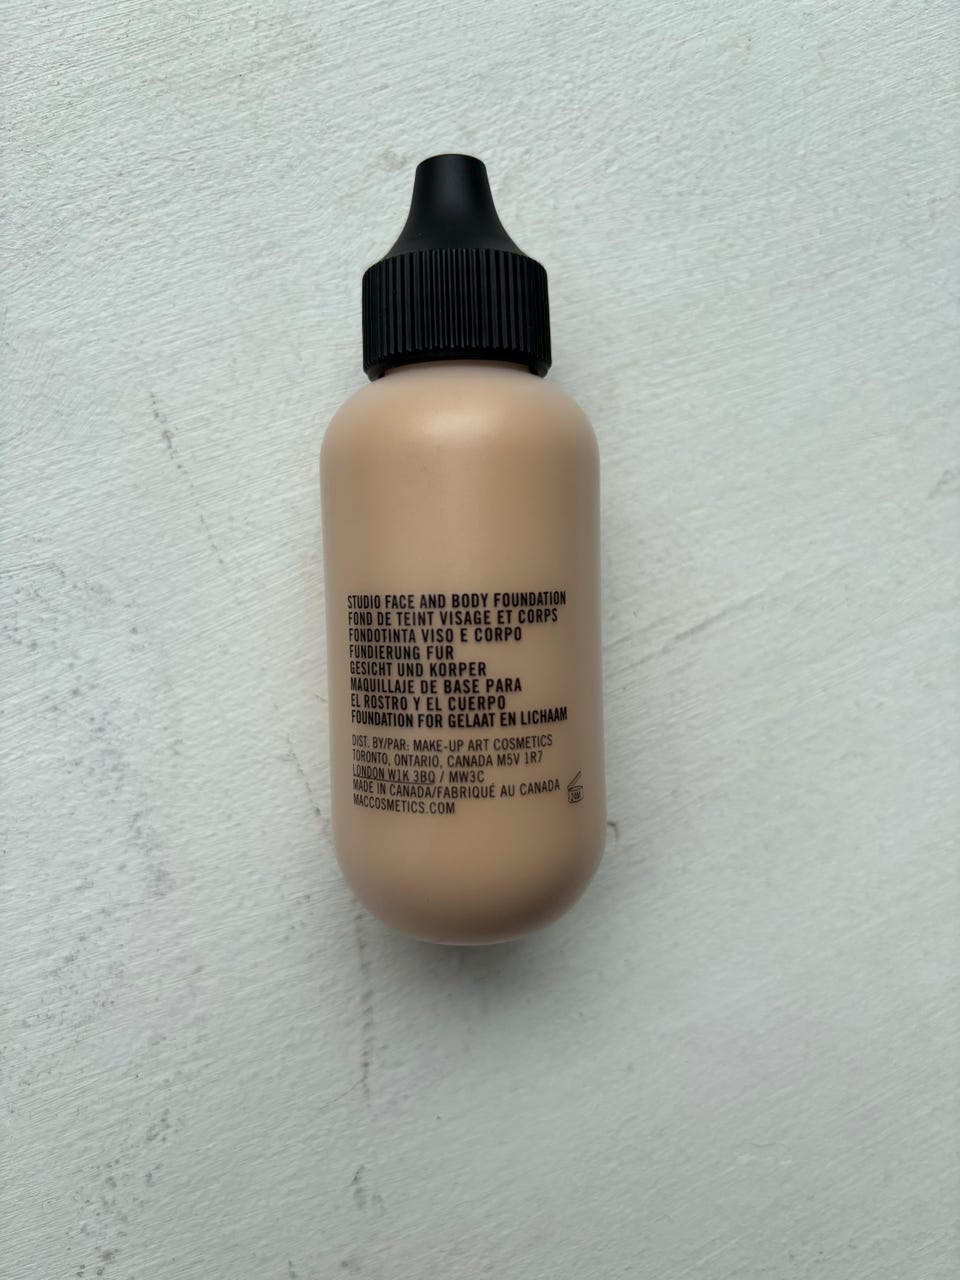 STUDIO FACE AND BODY FOUNDATION
FOND DE TEINT VISAGE ET CORPS
FONDOTINTA VISO E CORPO
FUNDIERUNG FUR
GESICHT UND KORPER
MAQUILLAJE DE BASE PARA
EL ROSTRO Y EL CUERPO
FOUNDATION FOR GELAAT EN LICHAAM
DIST. BY/PAR: MAKE-UP ART COSMETICS
TORONTO, ONTARIO, CANADA M5V 1R7
LONDON W1K 3BQ / MW3C
MADE IN CANADA/FABRIQUÉ AU CANADA
MACCOSMETICS.COM
24M